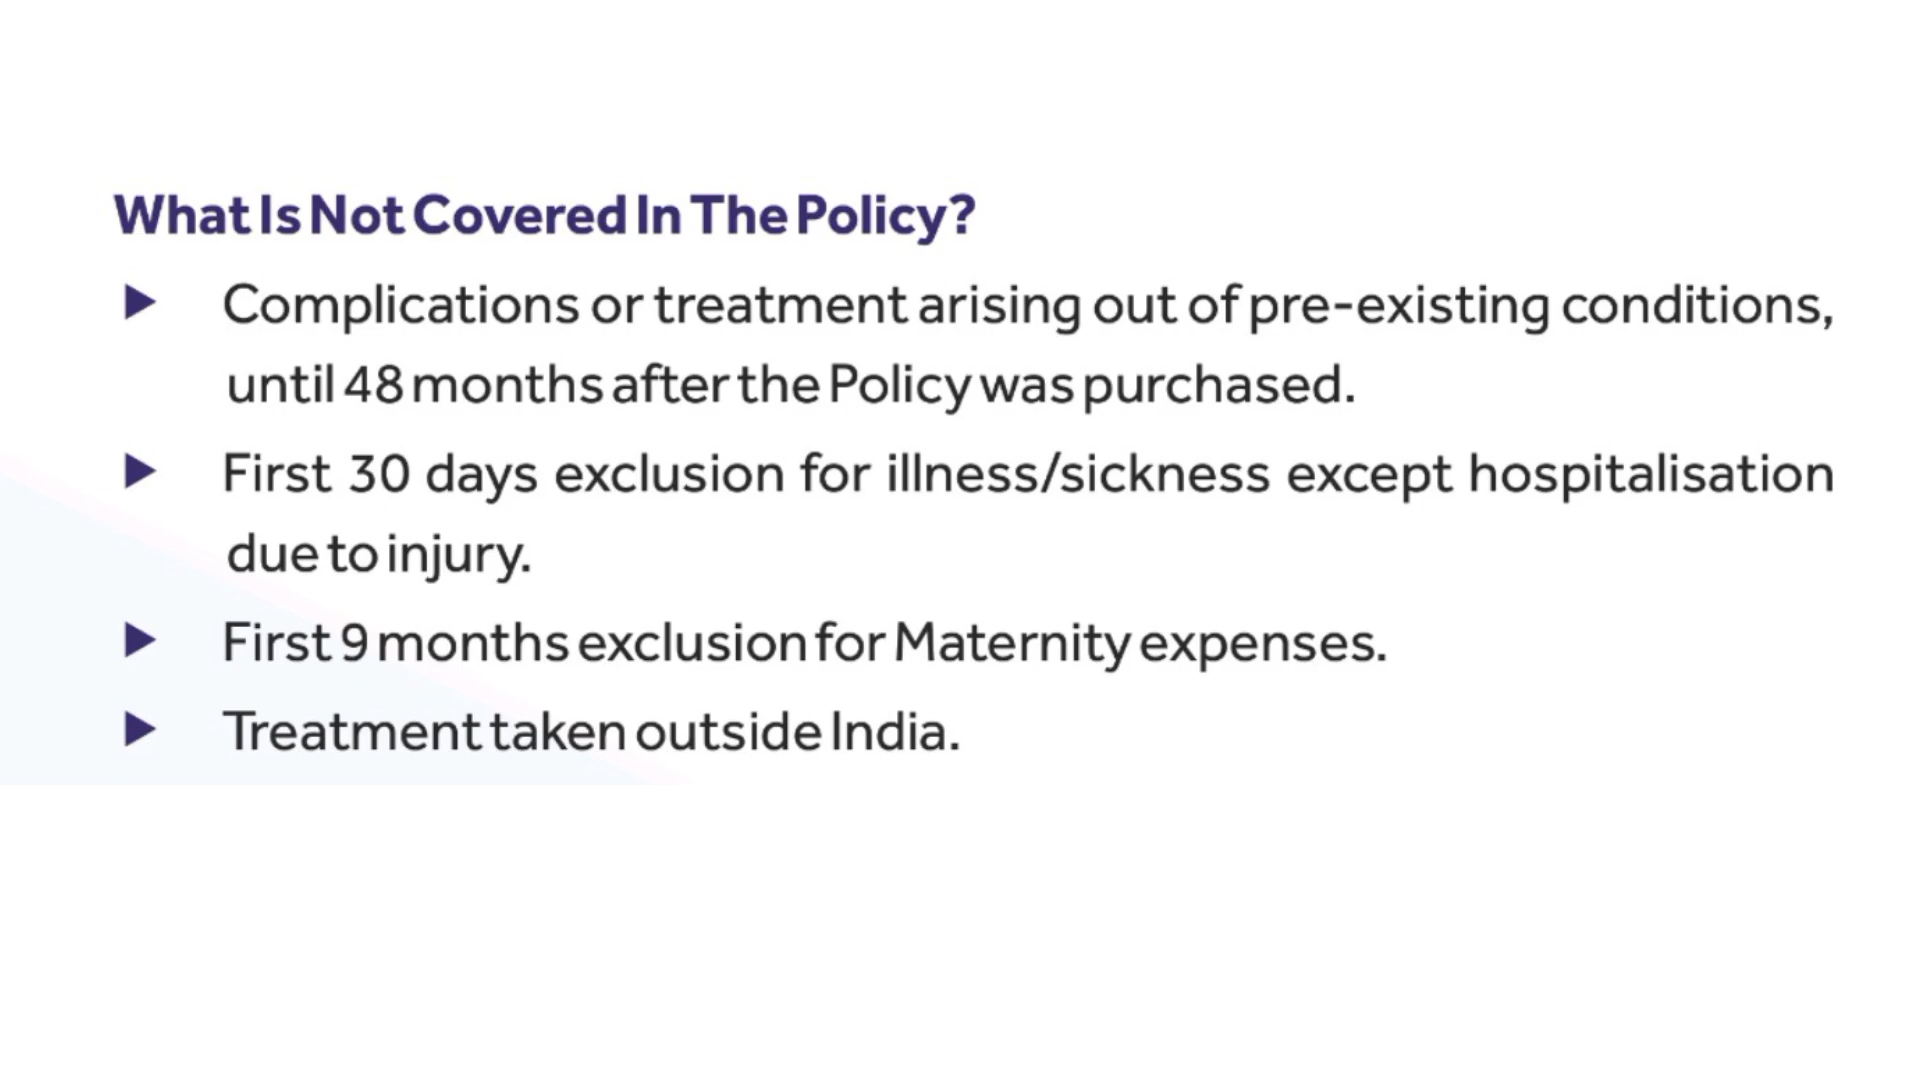 What Is Not Covered In The Policy?
▶ Complications or treatment arising out of pre-existing conditions,
until 48 months after the Policy was purchased.
▶ First 30 days exclusion for illness/sickness except hospitalisation
due to injury.
▶ First 9 months exclusion for Maternity expenses.
▶ Treatment taken outside India.